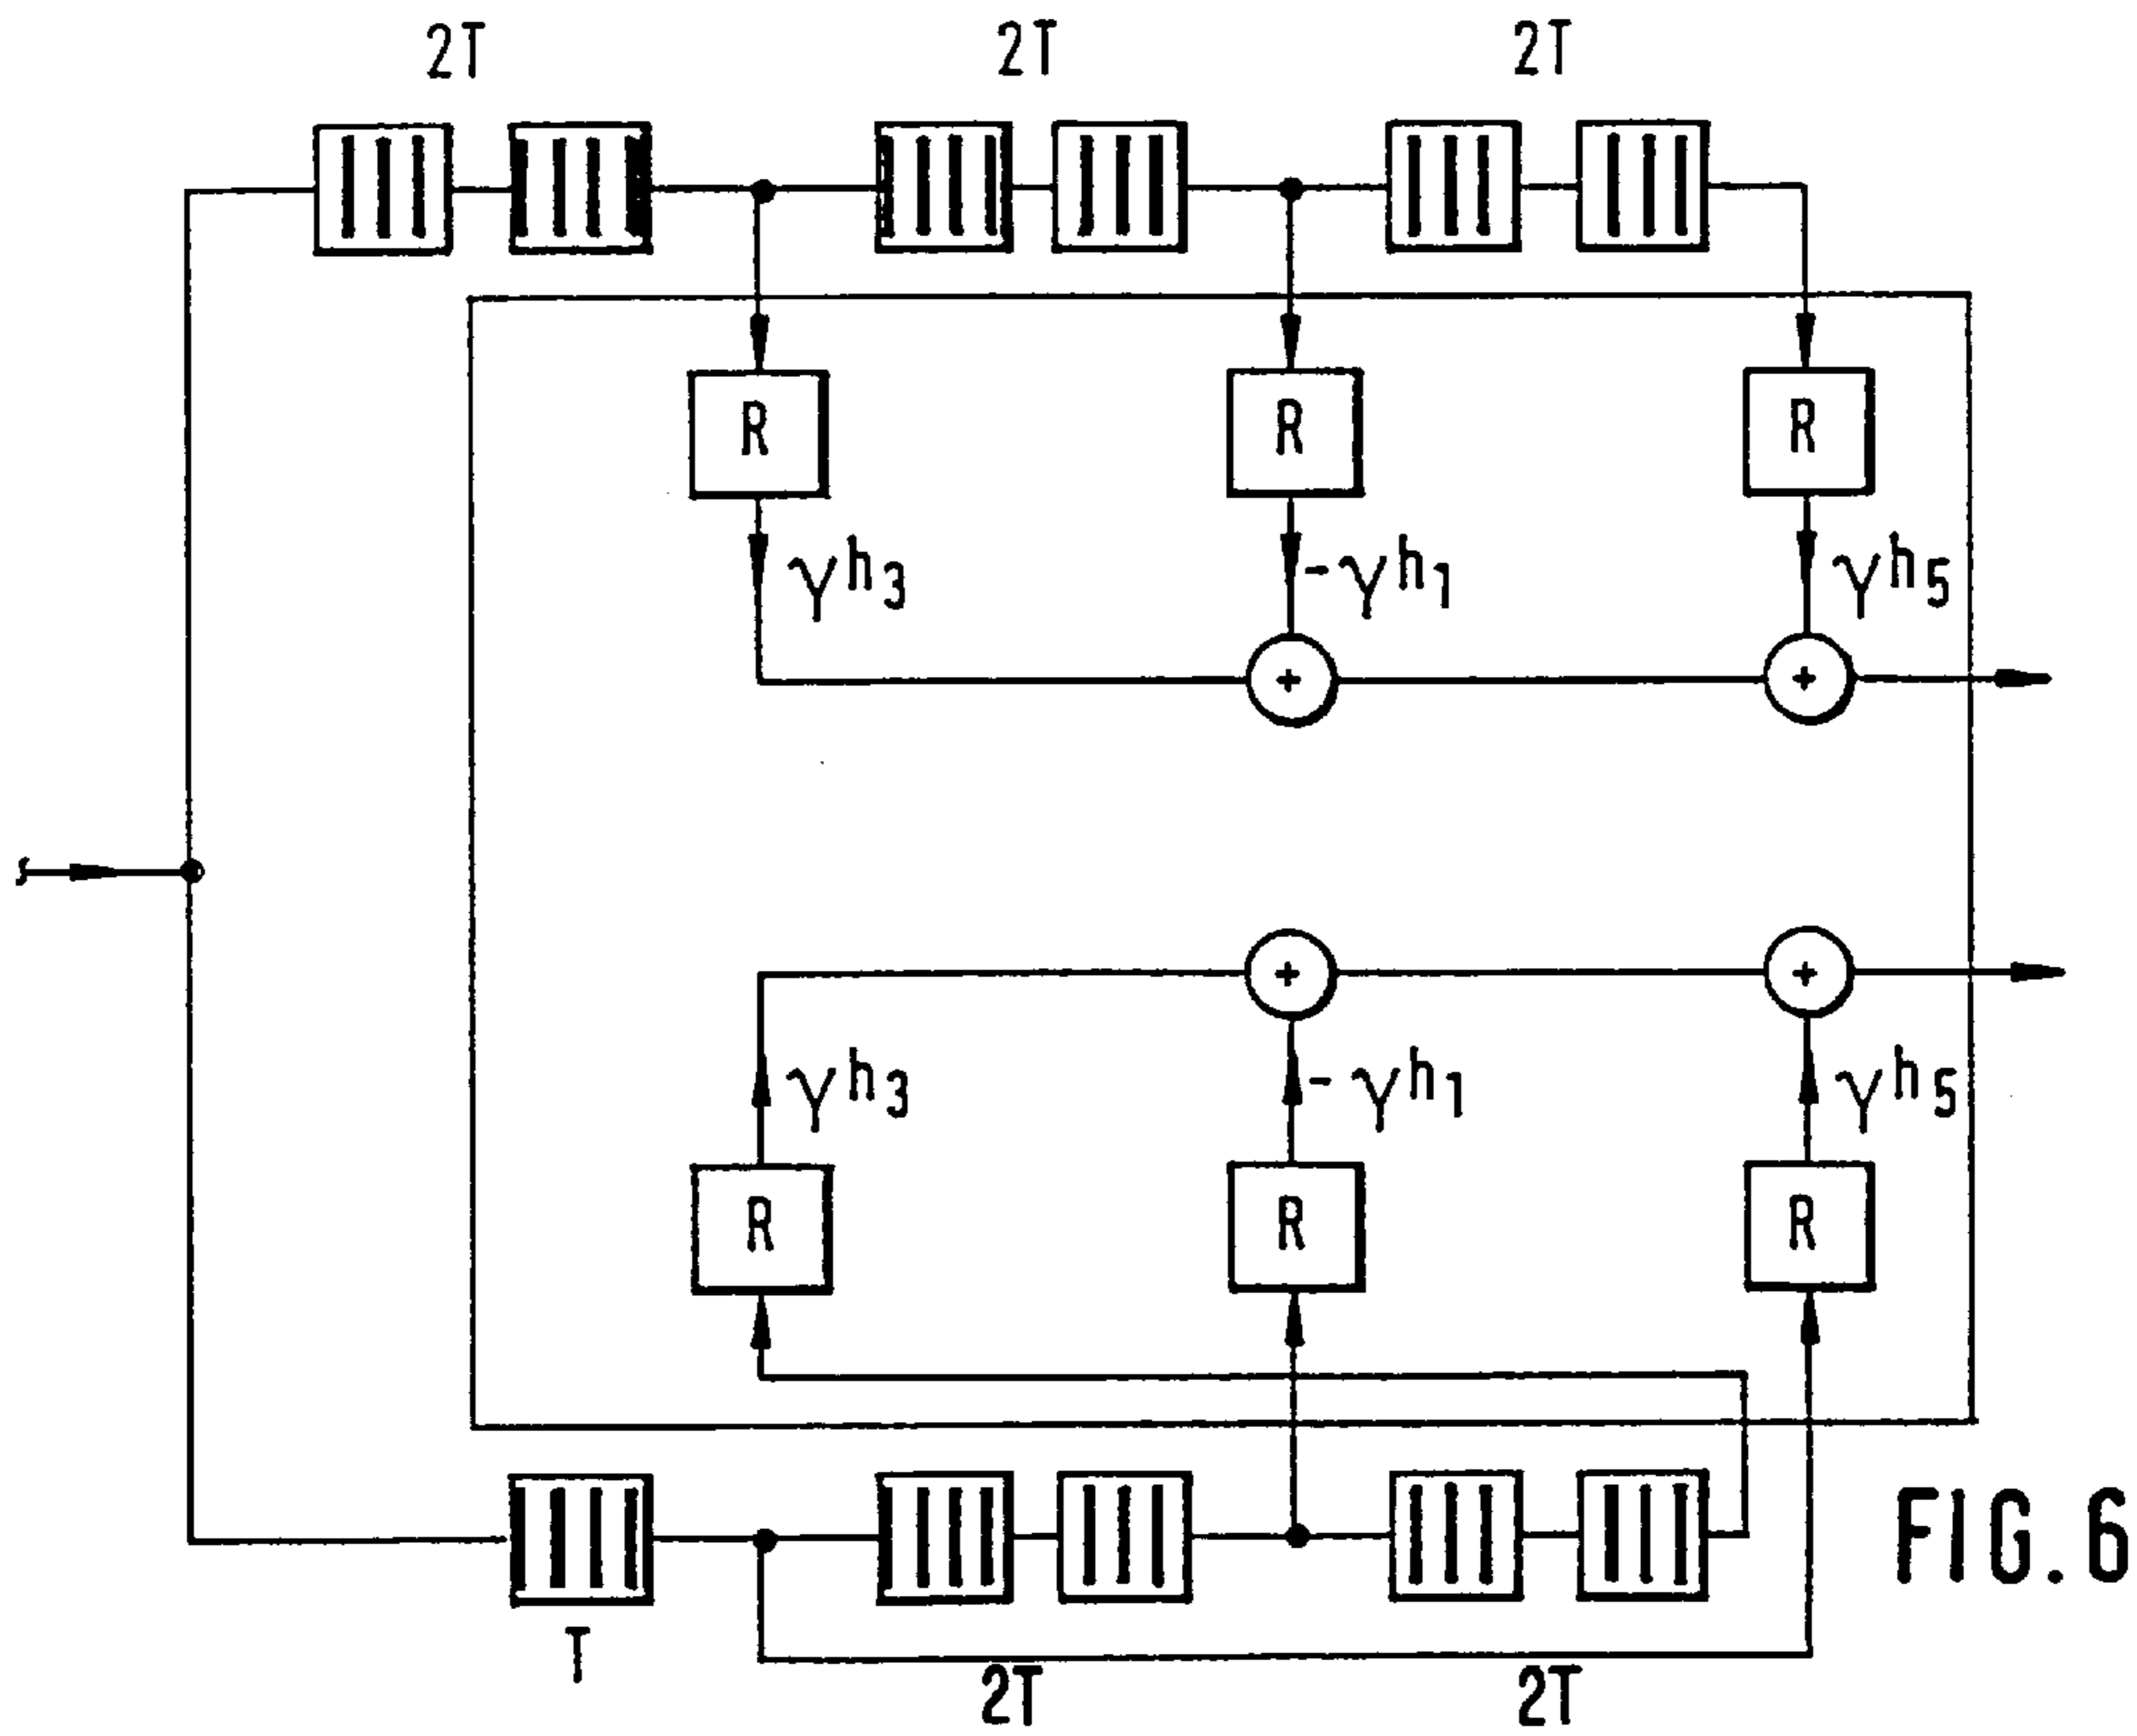 2T 2T 2T
R R R
γh3 -γh1 γh5
+ +
+ +
γh3 - γh1 γh5
R R R
FIG. 6
T 2T 2T